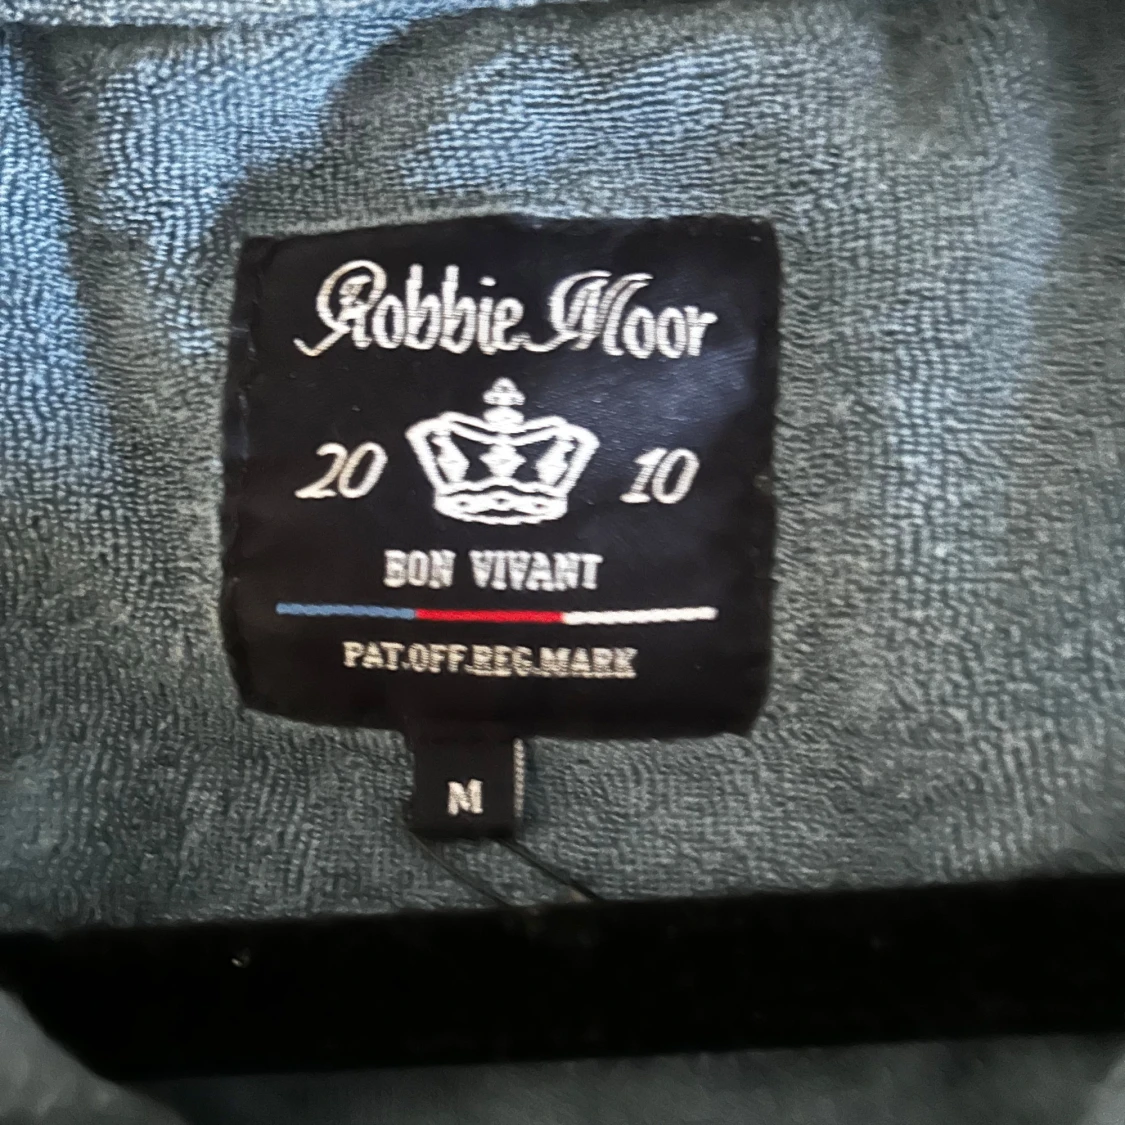 Robbie Moor
20 10
BON VIVANT
PAT.OFF.REG.MARK
M